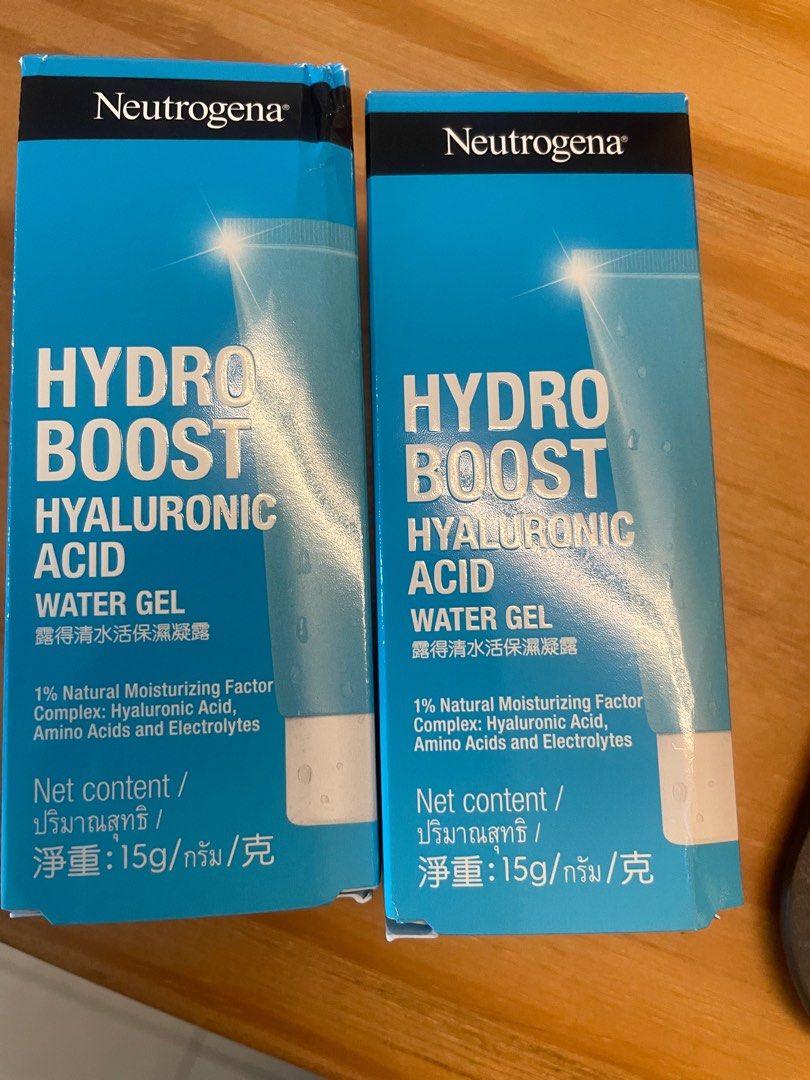 Neutrogena®
HYDRO
BOOST
HYALURONIC
ACID
WATER GEL
露得清水活保濕凝露
1% Natural Moisturizing Factor
Complex: Hyaluronic Acid,
Amino Acids and Electrolytes
Net content /
ปริมาณสุทธิ /
淨重:15g/กรัม/克
Neutrogena®
HYDRO
BOOST
HYALURONIC
ACID
WATER GEL
露得清水活保濕凝露
1% Natural Moisturizing Factor
Complex: Hyaluronic Acid,
Amino Acids and Electrolytes
Net content /
ปริมาณสุทธิ /
淨重:15g/กรัม/克